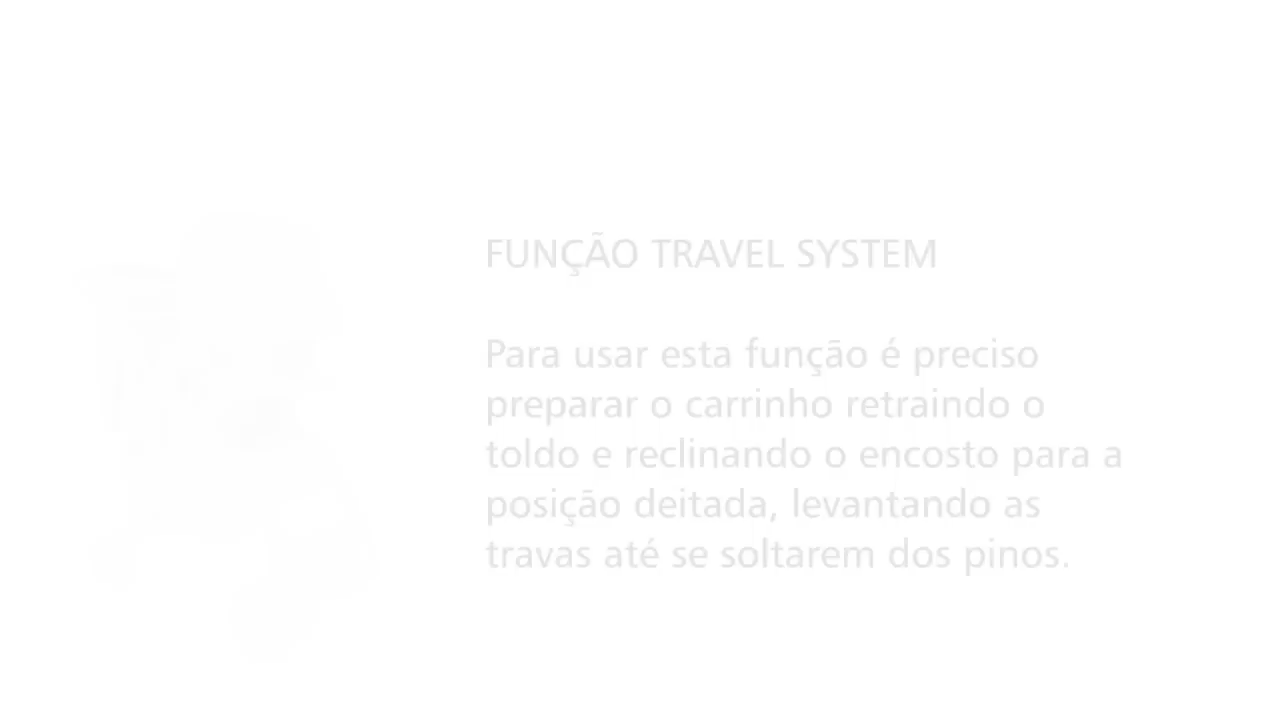 FUNÇÃO TRAVEL SYSTEM
Para usar esta função é preciso
preparar o carrinho retraindo o
toldo e reclinando o encosto para a
posição deitada, levantando as
travas até se soltarem dos pinos.